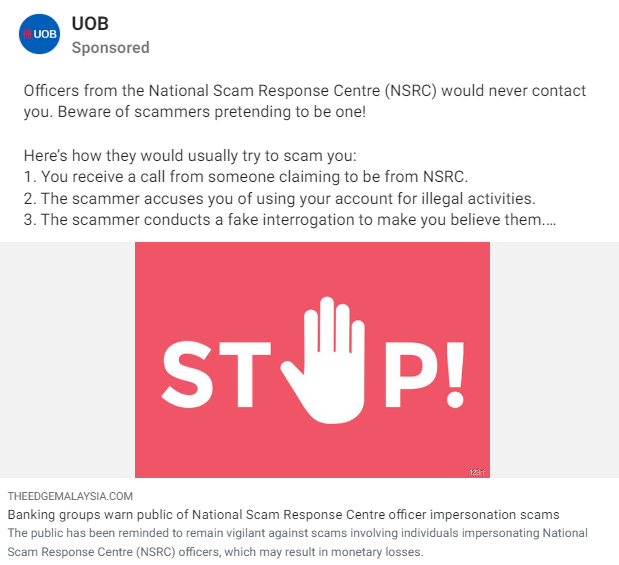 UOB
UOB
Sponsored
Officers from the National Scam Response Centre (NSRC) would never contact
you. Beware of scammers pretending to be one!
Here’s how they would usually try to scam you:
1. You receive a call from someone claiming to be from NSRC.
2. The scammer accuses you of using your account for illegal activities.
3. The scammer conducts a fake interrogation to make you believe them....
ST P!
123rf
THEEDGEMALAYSIA.COM
Banking groups warn public of National Scam Response Centre officer impersonation scams
The public has been reminded to remain vigilant against scams involving individuals impersonating National
Scam Response Centre (NSRC) officers, which may result in monetary losses.